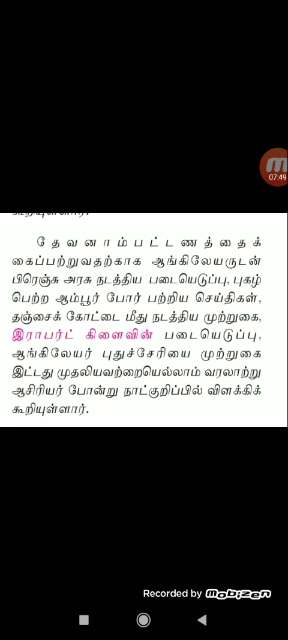 07:49
கூறியுள்ளார்.
தேவனாம்பட்டணத்தைக்
கைப்பற்றுவதற்காக ஆங்கிலேயருடன்
பிரெஞ்சு அரசு நடத்திய படையெடுப்பு, புகழ்
பெற்ற ஆம்பூர் போர் பற்றிய செய்திகள்,
தஞ்சைக் கோட்டை மீது நடத்திய முற்றுகை,
இராபர்ட் கிளைவின் படையெடுப்பு,
ஆங்கிலேயர் புதுச்சேரியை முற்றுகை
இட்டது முதலியவற்றையெல்லாம் வரலாற்று
ஆசிரியர் போன்று நாட்குறிப்பில் விளக்கிக்
கூறியுள்ளார்.
Recorded by mobizen